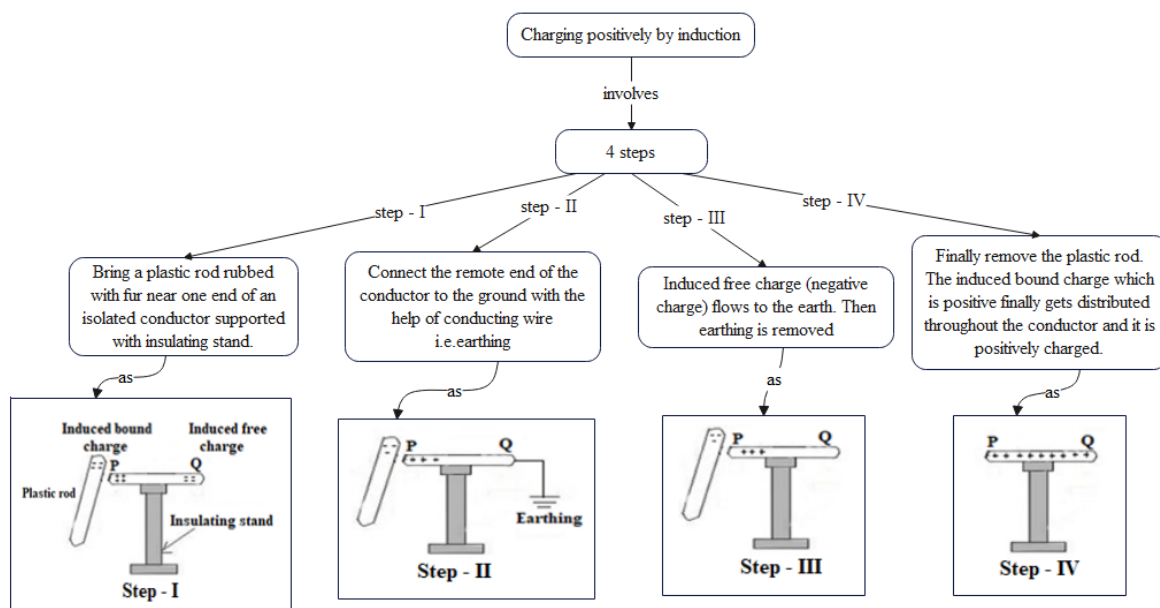 Charging positively by induction
involves
4 steps
step - I
step - II
step - III
step - IV
Bring a plastic rod rubbed
with fur near one end of an
isolated conductor supported
with insulating stand.
Connect the remote end of the
conductor to the ground with the
help of conducting wire
i.e.earthing
Induced free charge (negative
charge) flows to the earth. Then
earthing is removed
Finally remove the plastic rod.
The induced bound charge which
is positive finally gets distributed
throughout the conductor and it is
positively charged.
as
as
as
as
Induced bound
charge
Induced free
charge
P
Q
Plastic rod
Insulating stand
Step - I
P
Q
Earthing
Step - II
P
Q
Step - III
P
Q
Step - IV